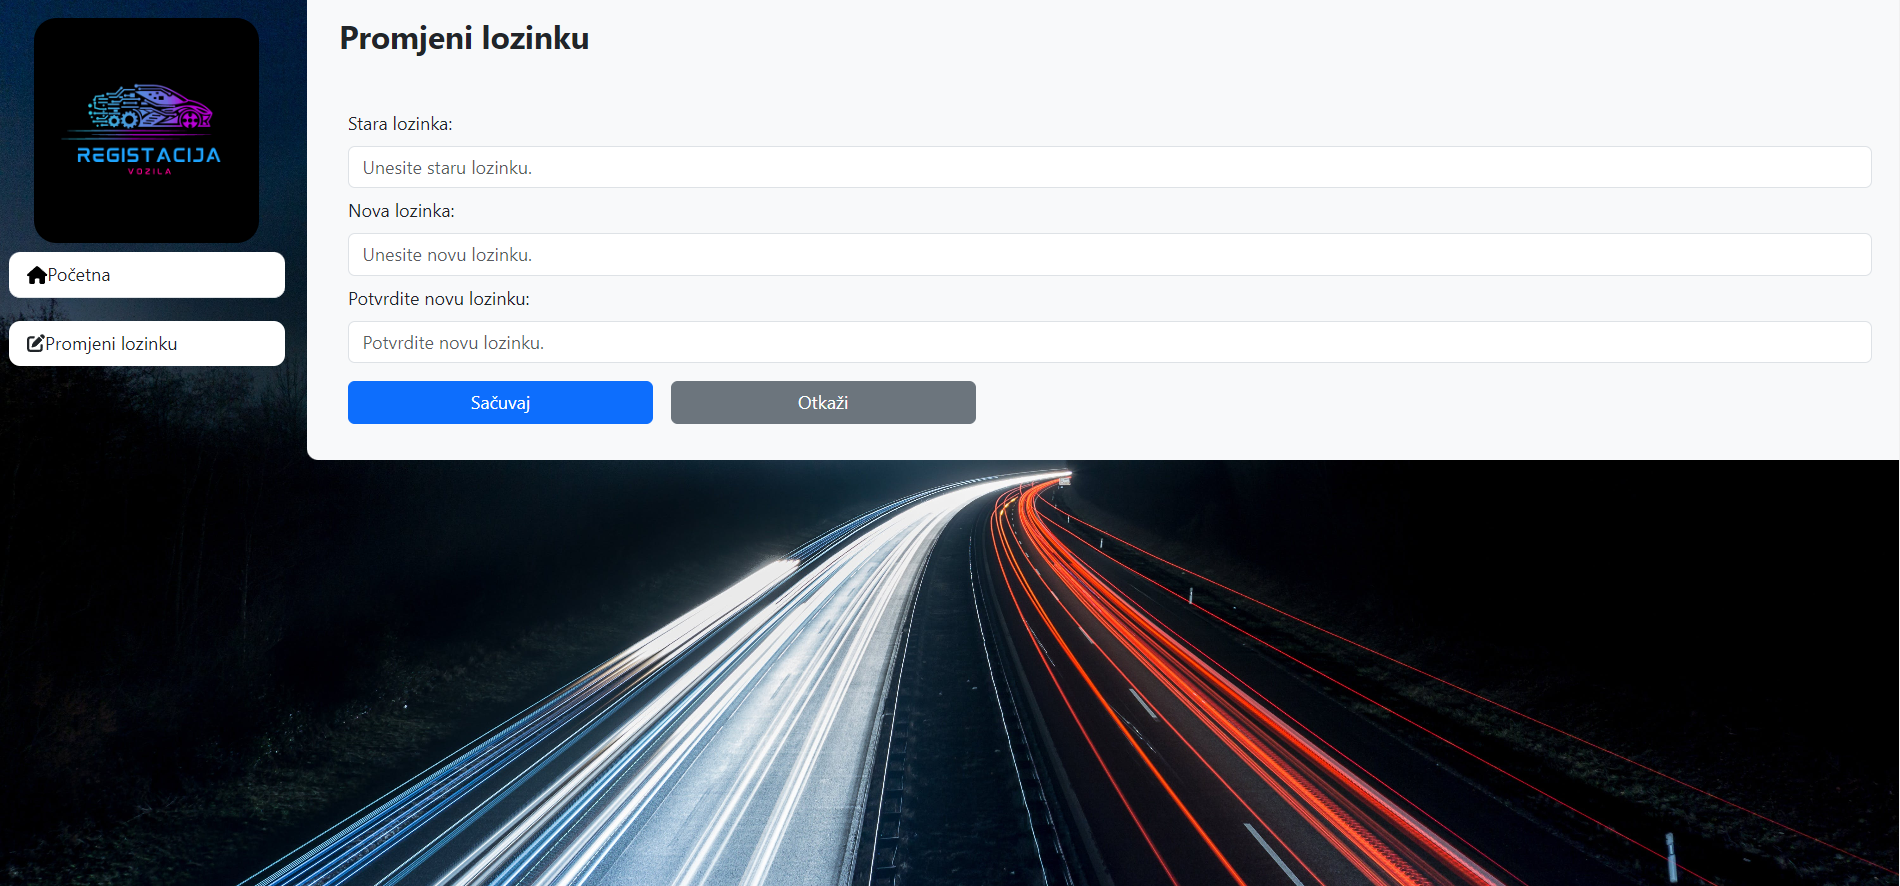 REGISTACIJA
VOZILA
Početna
Promjeni lozinku
Promjeni lozinku
Stara lozinka:
Unesite staru lozinku.
Nova lozinka:
Unesite novu lozinku.
Potvrdite novu lozinku:
Potvrdite novu lozinku.
Sačuvaj
Otkaži